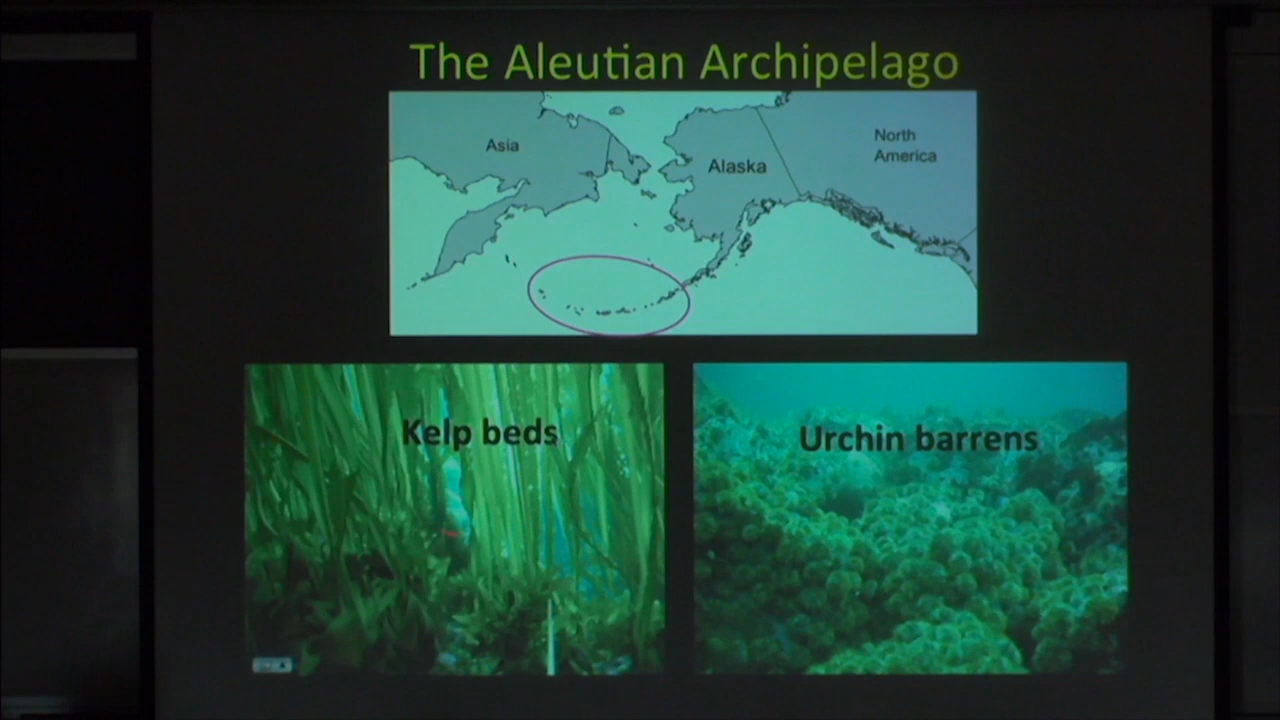 The Aleutian Archipelago
Asia
Alaska
North
America
Kelp beds
Urchin barrens